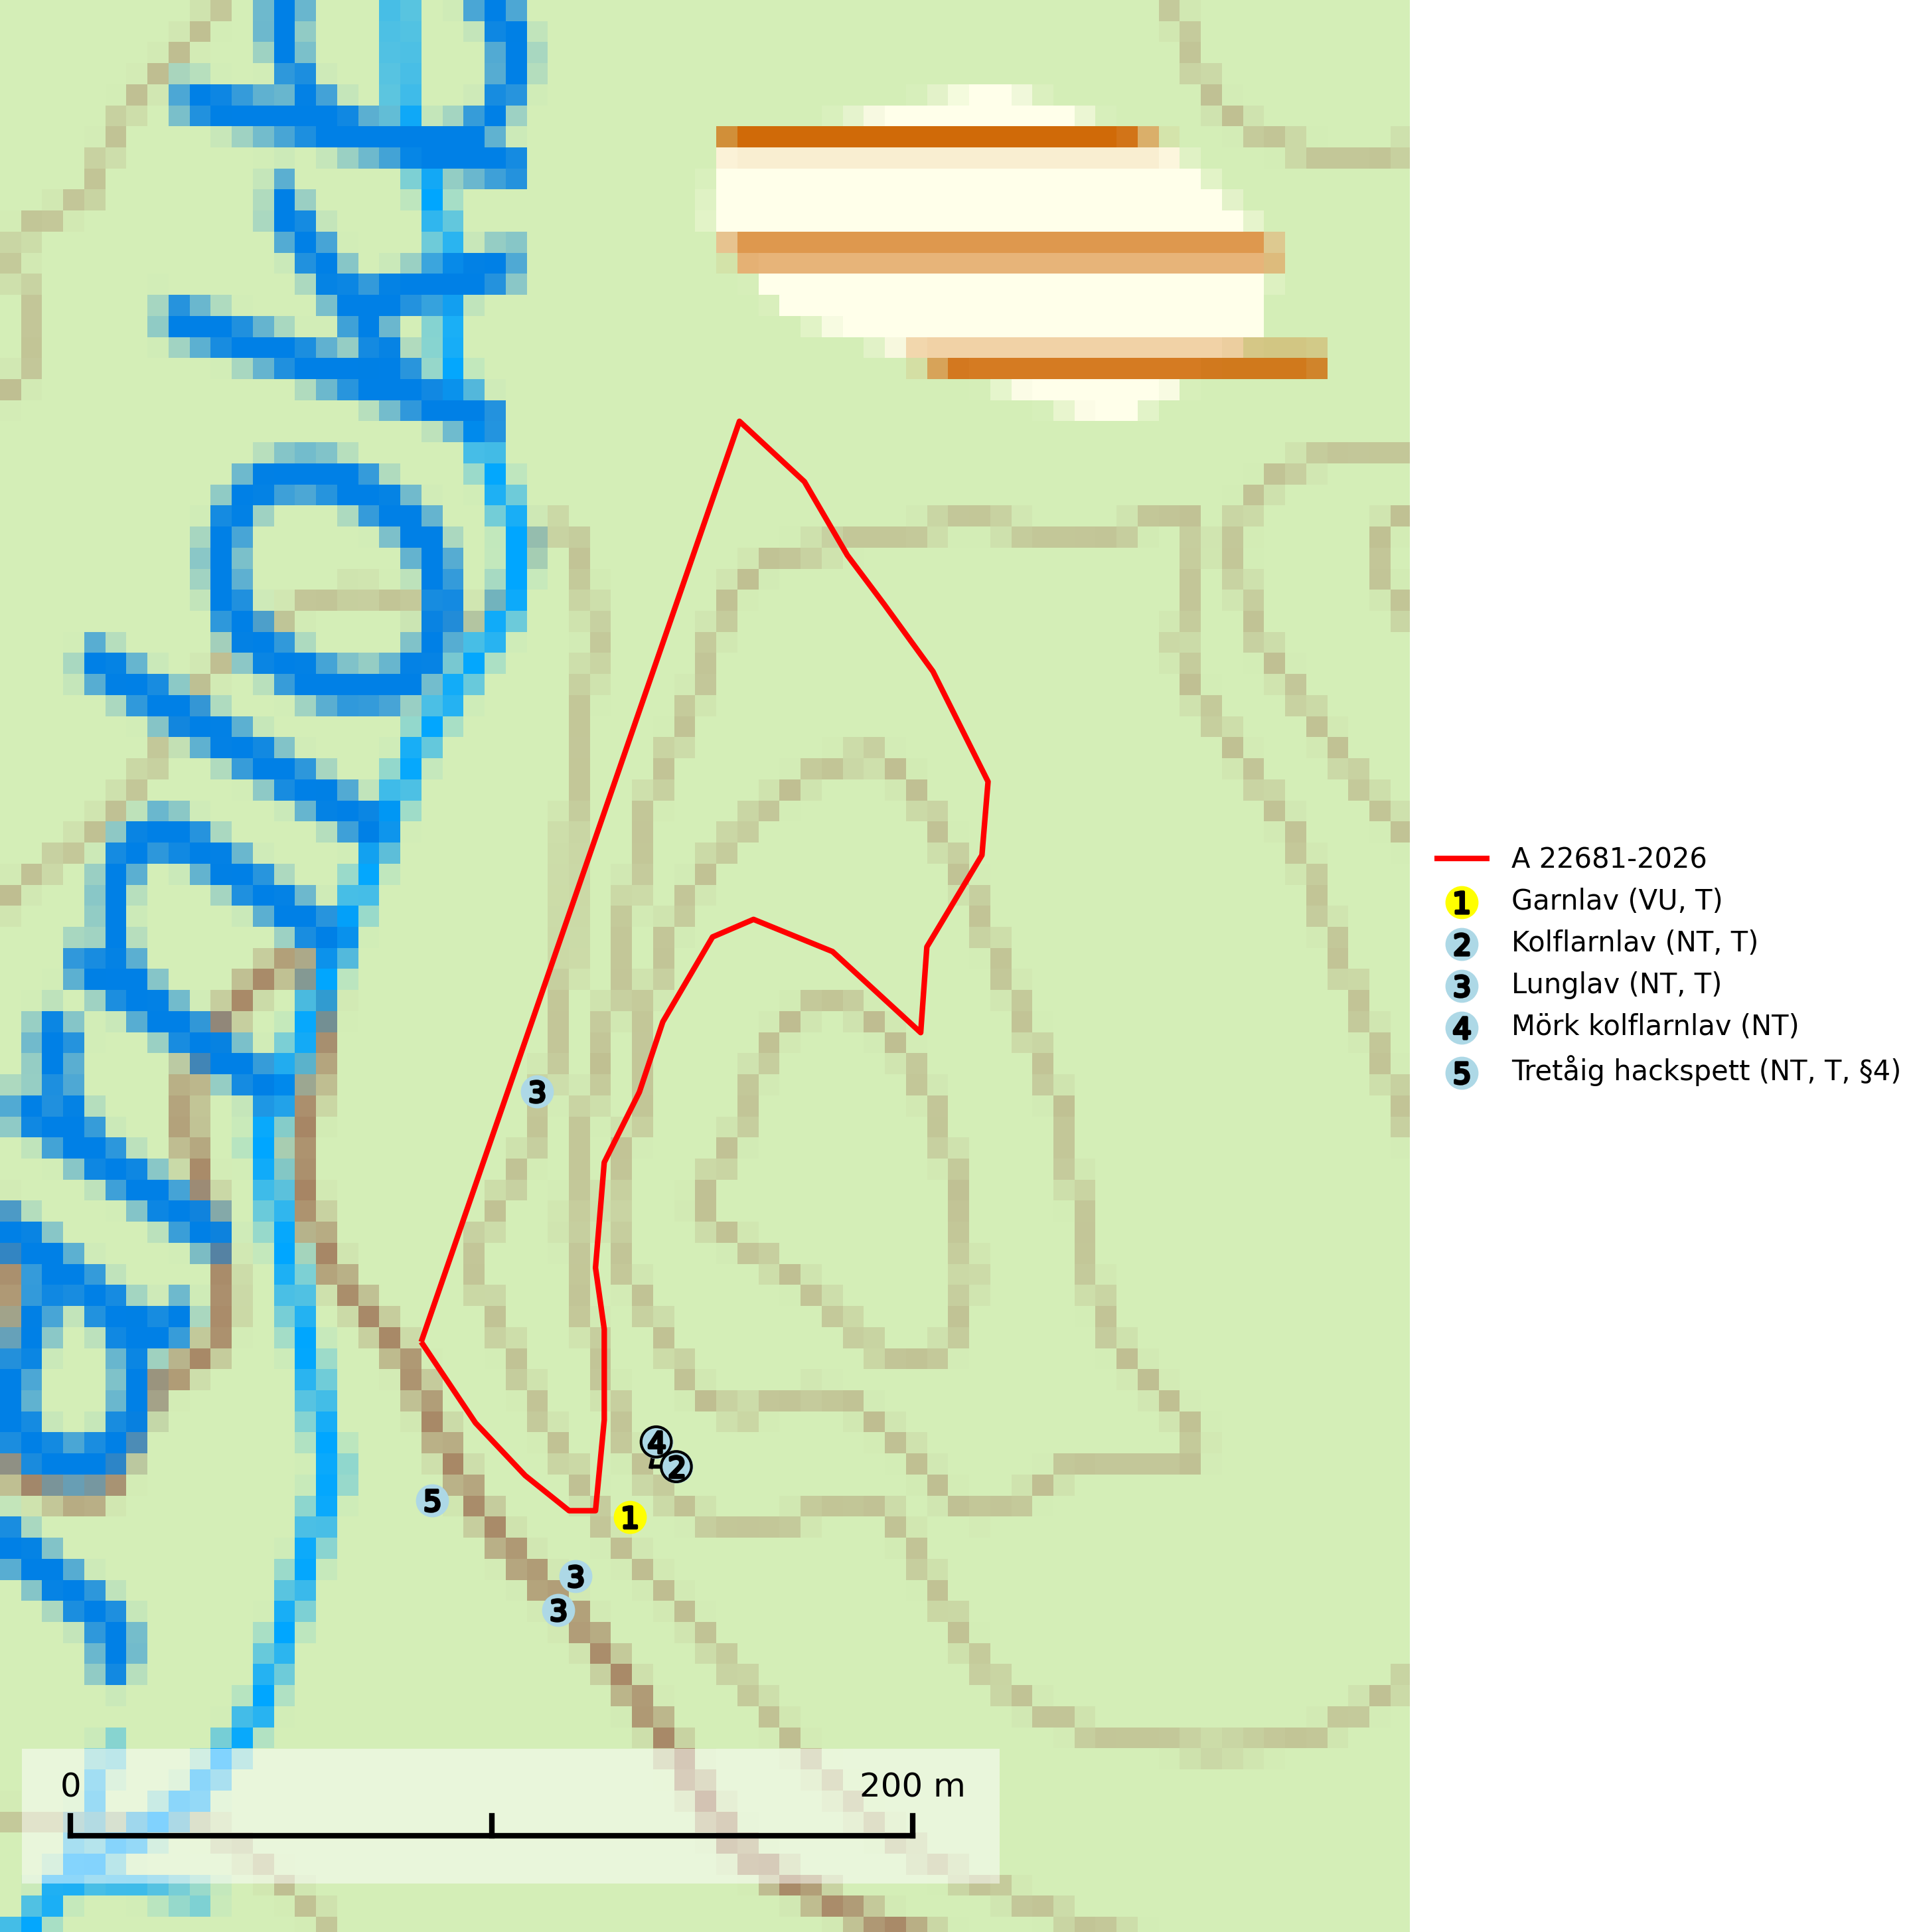 3
4
2
5
1
3
3
0 200 m
A 22681-2026
1 Garnlav (VU, T)
2 Kolflarnlav (NT, T)
3 Lunglav (NT, T)
4 Mörk kolflarnlav (NT)
5 Tretåig hackspett (NT, T, §4)